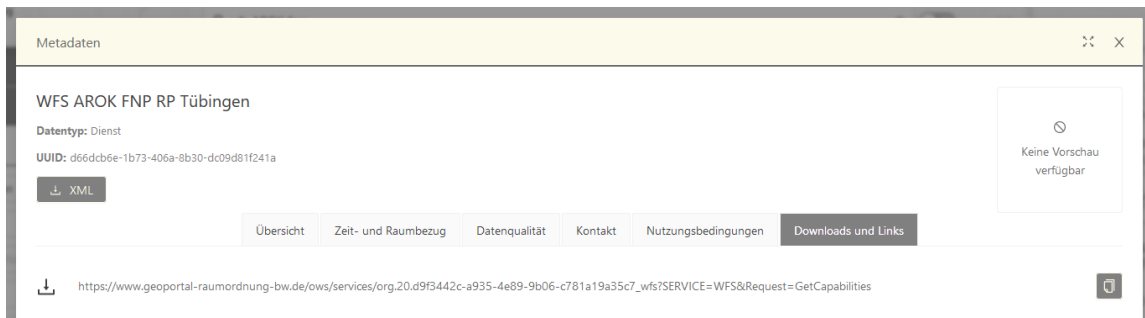 Metadaten
WFS AROK FNP RP Tübingen
Datentyp: Dienst
UUID: d66dcb6e-1b73-406a-8b30-dc09d81f241a
XML
Keine Vorschau
verfügbar
Übersicht Zeit- und Raumbezug Datenqualität Kontakt Nutzungsbedingungen Downloads und Links
https://www.geoportal-raumordnung-bw.de/ows/services/org.20.d9f3442c-a935-4e89-9b06-c781a19a35c7_wfs?SERVICE=WFS&Request=GetCapabilities